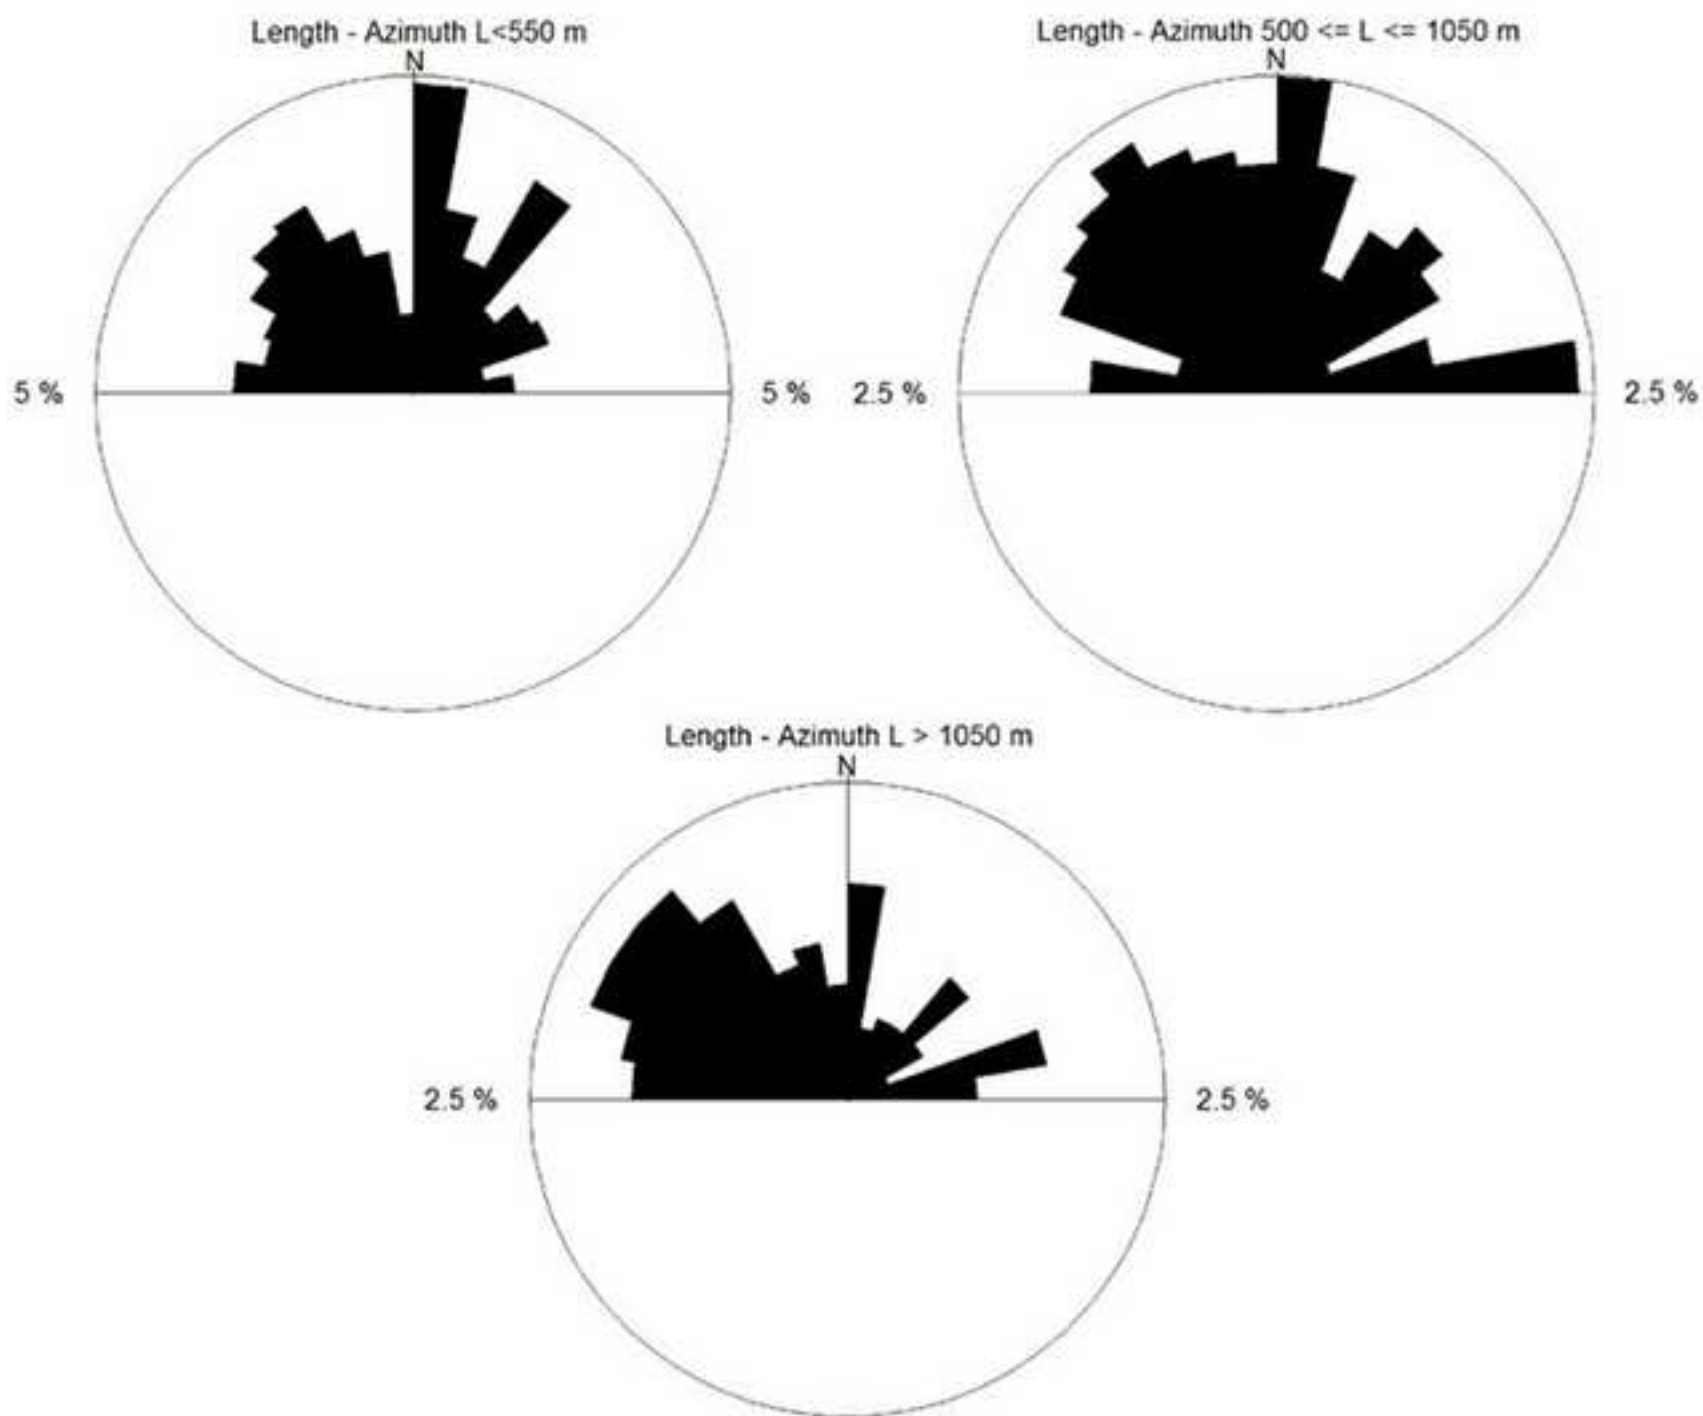 Length - Azimuth L<550 m
N
5 %
5 %
Length - Azimuth 500 <= L <= 1050 m
N
2.5 %
2.5 %
Length - Azimuth L > 1050 m
N
2.5 %
2.5 %